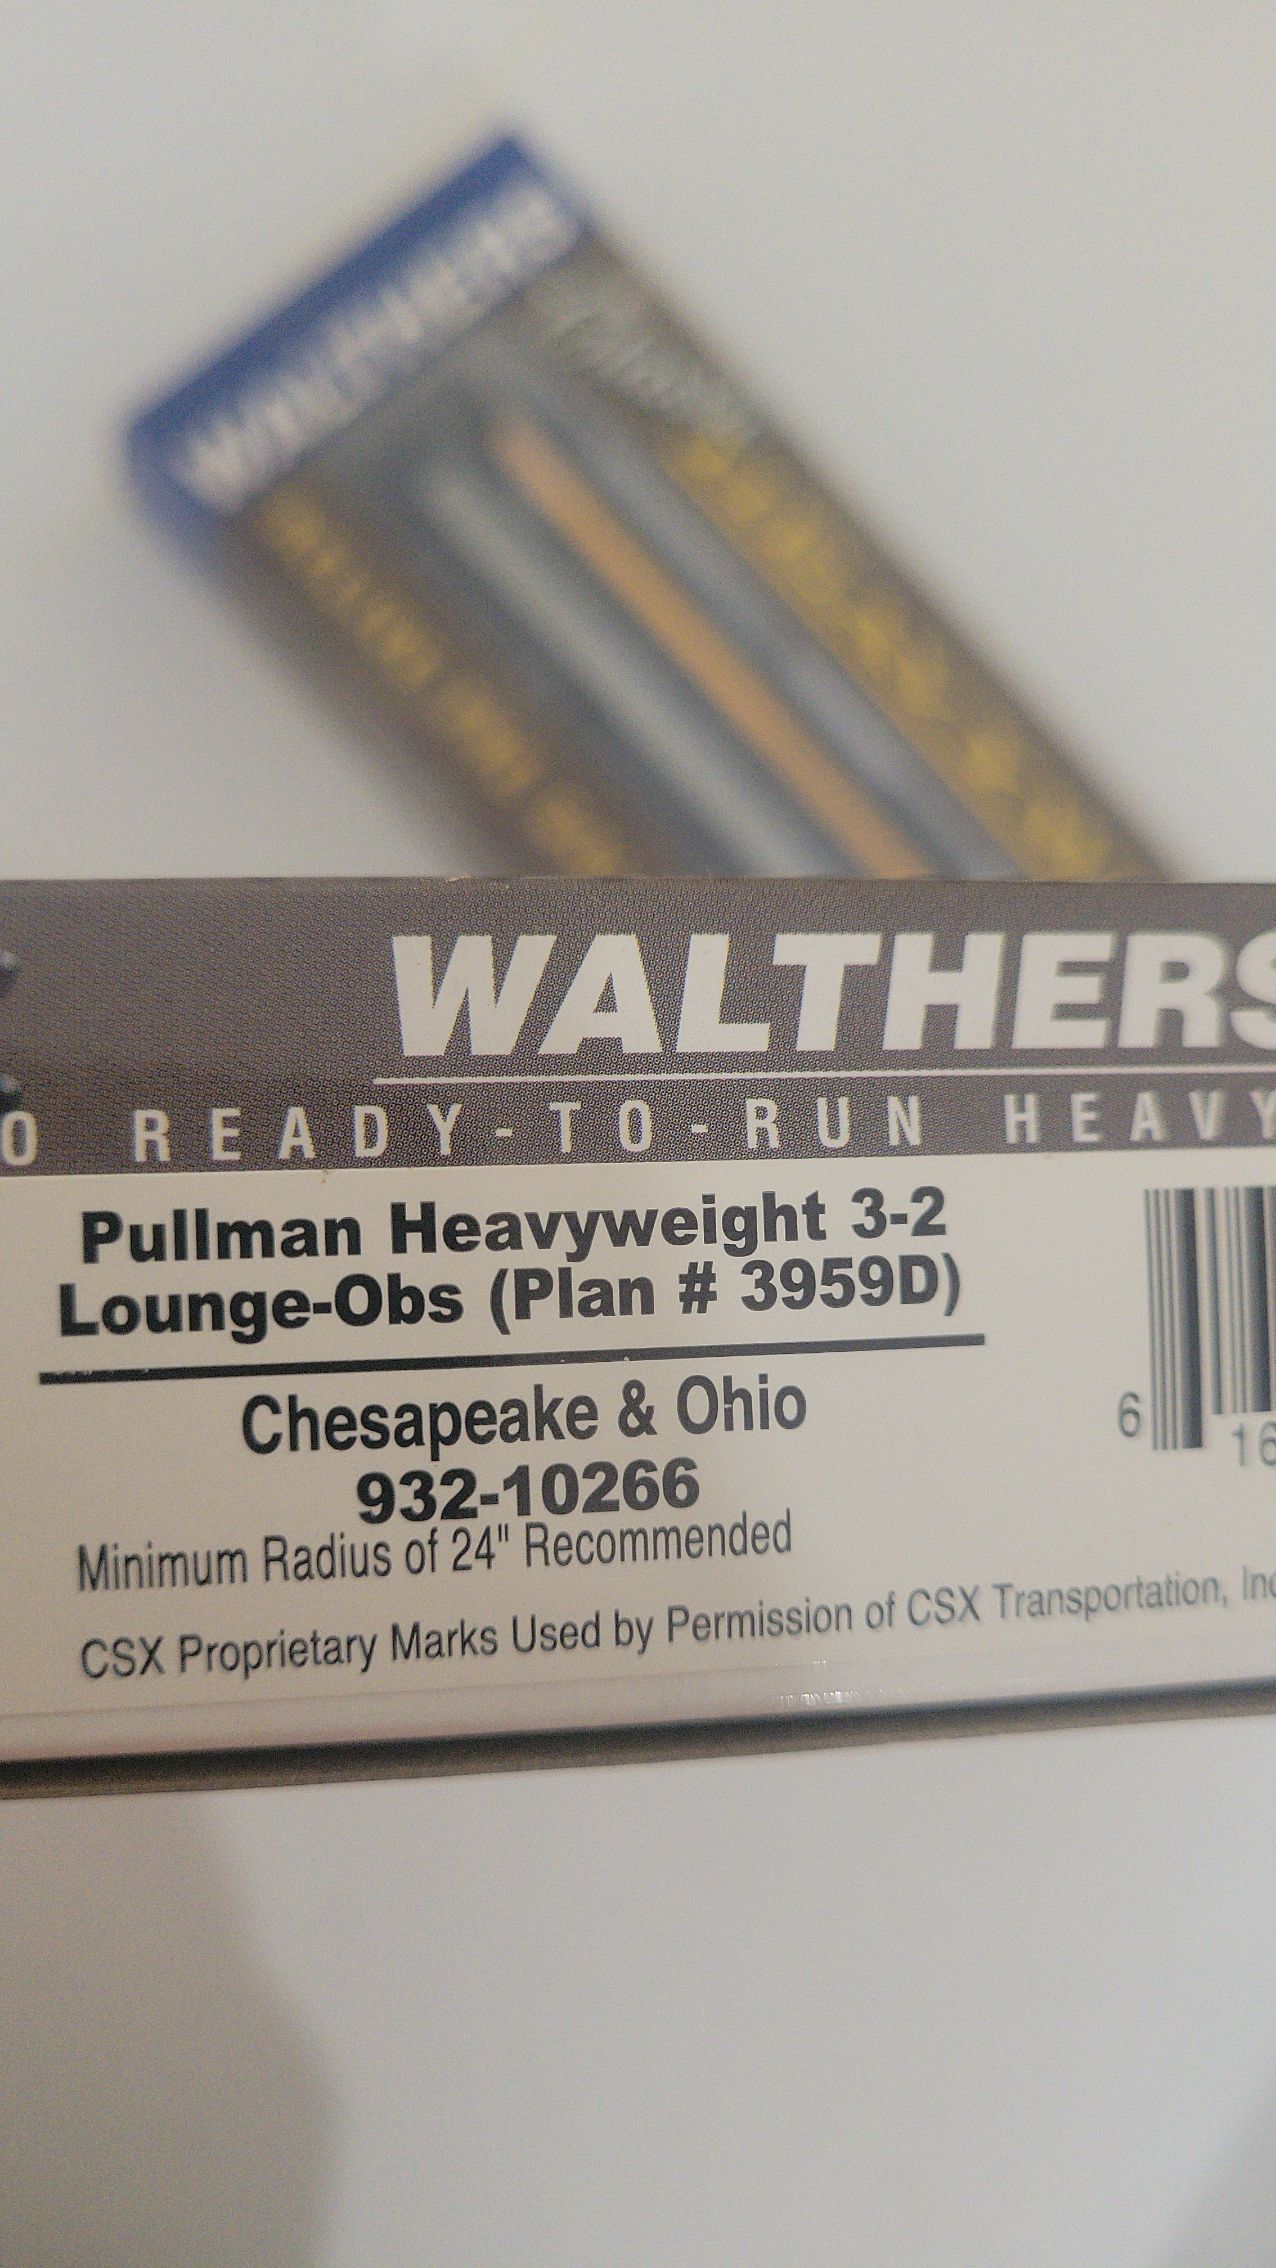 WALTHERS
WALTHERS
O READY-TO-RUN HEAVY
Pullman Heavyweight 3-2
Lounge-Obs (Plan # 3959D)
Chesapeake & Ohio
932-10266
Minimum Radius of 24" Recommended
CSX Proprietary Marks Used by Permission of CSX Transportation, Inc
6 16